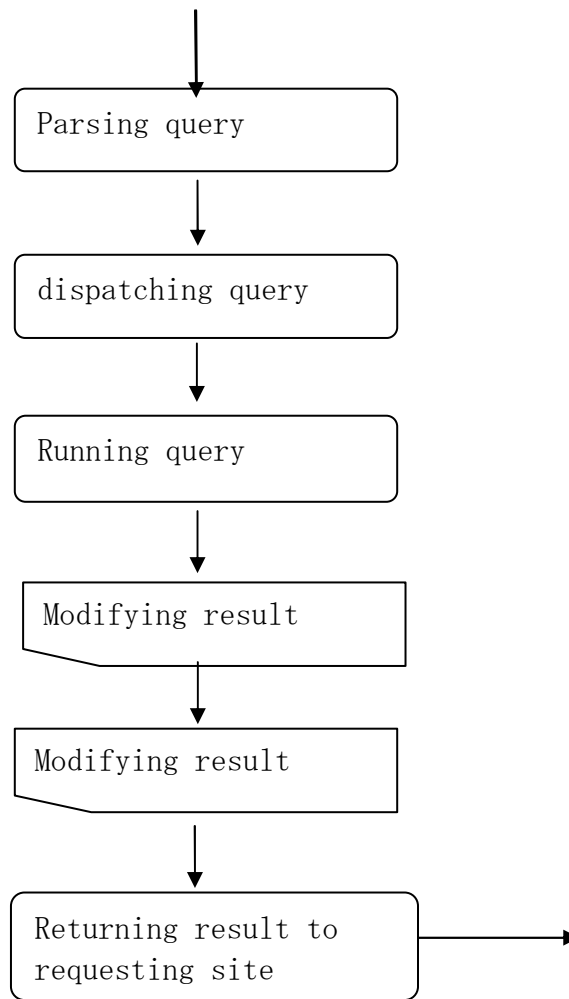 Parsing query
dispatching query
Running query
Modifying result
Modifying result
Returning result to
requesting site